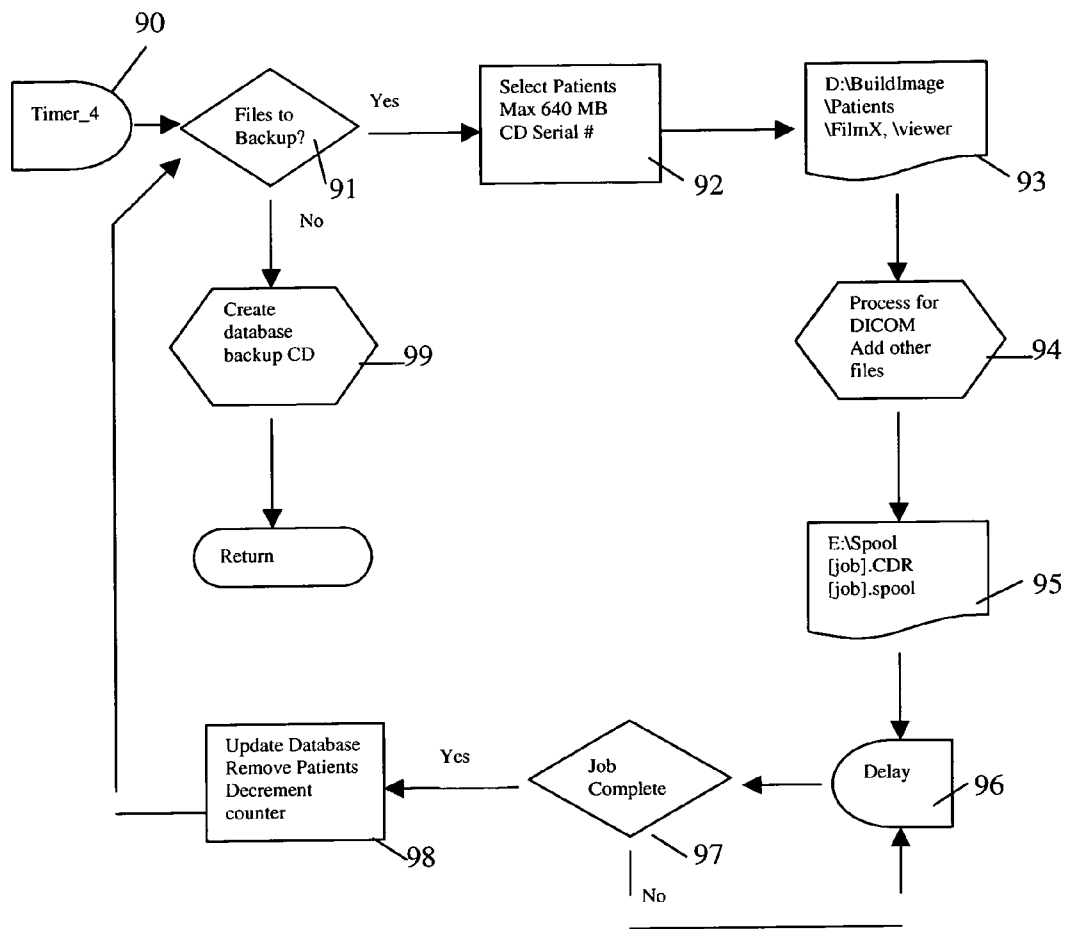 90
Timer_4
Files to
Backup?
91
Yes
Select Patients
Max 640 MB
CD Serial #
92
D:\BuildImage
\Patients
\FilmX, \viewer
93
No
Create
database
backup CD
99
Process for
DICOM
Add other
files
94
Return
E:\Spool
[job].CDR
[job].spool
95
Update Database
Remove Patients
Decrement
counter
98
Yes
Job
Complete
97
Delay
96
No